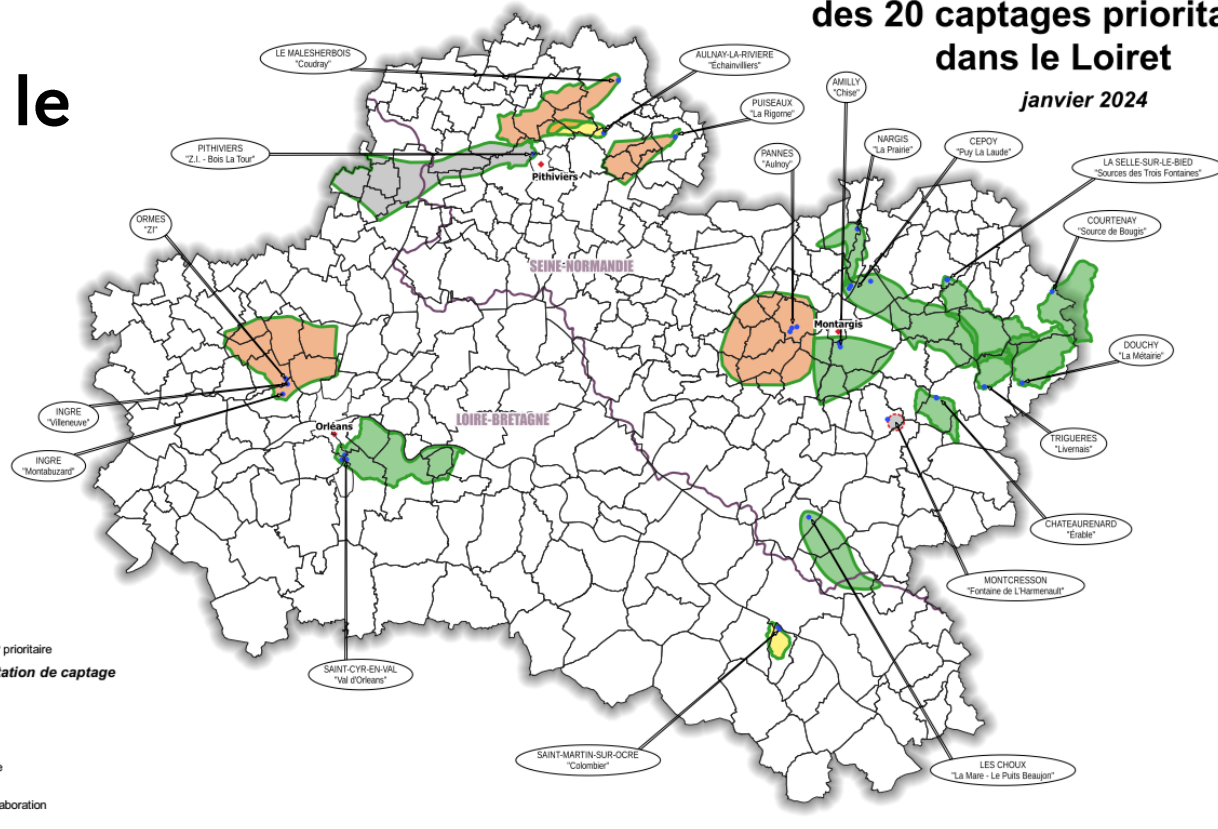 des 20 captages priorita
dans le Loiret
janvier 2024
le
LE MALESHERBOIS
"Coudray"
AULNAY-LA-RIVIERE
"Échainvilliers"
AMILLY
"Chise"
PUISEAUX
"La Rigorne"
PITHIVIERS
"Z.I. - Bois La Tour"
Pithiviers
PANNES
"Aulnoy"
NARGIS
"La Prairie"
CEPOY
"Puy La Laude"
LA SELLE-SUR-LE-BIED
"Sources des Trois Fontaines"
ORMES
"ZI"
COURTENAY
"Source de Bougis"
SEINE-NORMANDIE
Montargis
DOUCHY
"La Métairie"
INGRE
"Villeneuve"
LOIRE-BRETAGNE
Orléans
TRIGUERES
"Livernais"
INGRE
"Montabuzard"
CHATEAURENARD
"Érable"
MONTCRESSON
"Fontaine de L'Harmenault"
prioritaire
tation de captage
SAINT-CYR-EN-VAL
"Val d'Orleans"
SAINT-MARTIN-SUR-OCRE
"Colombier"
LES CHOUX
"La Mare - Le Puits Beaujon"
e
aboration